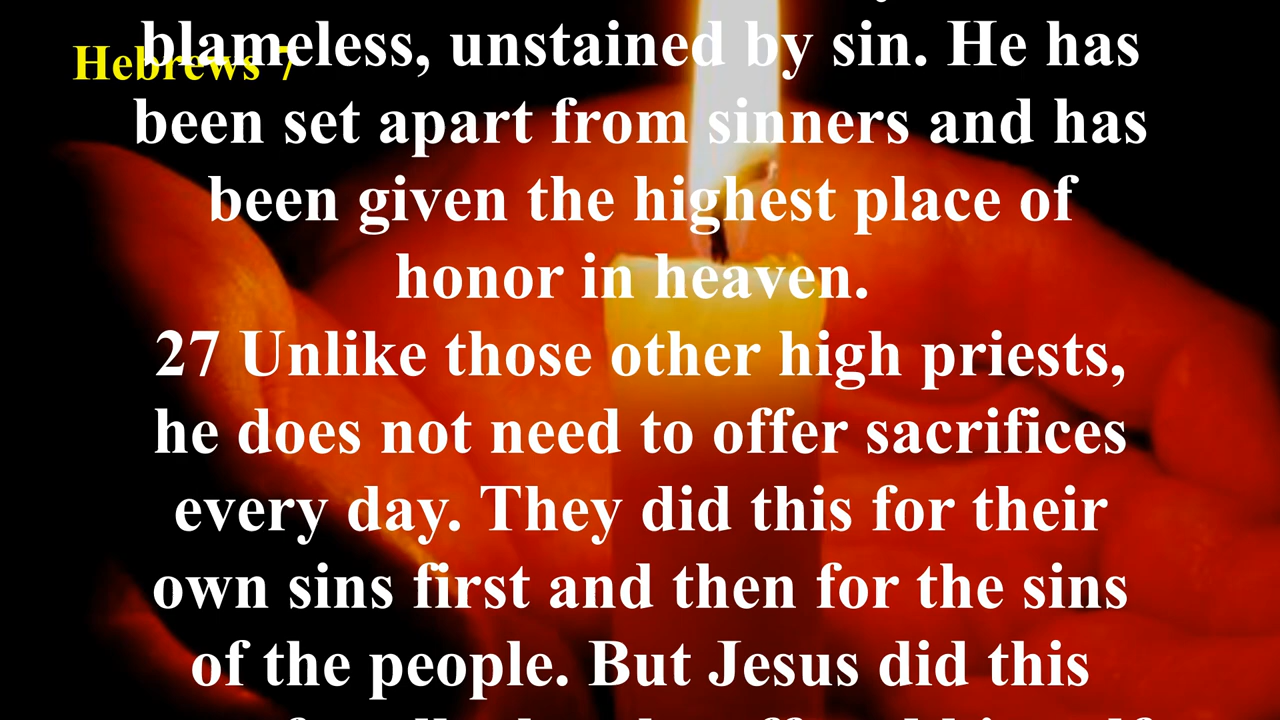 Hebrews 7
blameless, unstained by sin. He has
been set apart from sinners and has
been given the highest place of
honor in heaven.
27 Unlike those other high priests,
he does not need to offer sacrifices
every day. They did this for their
own sins first and then for the sins
of the people. But Jesus did this